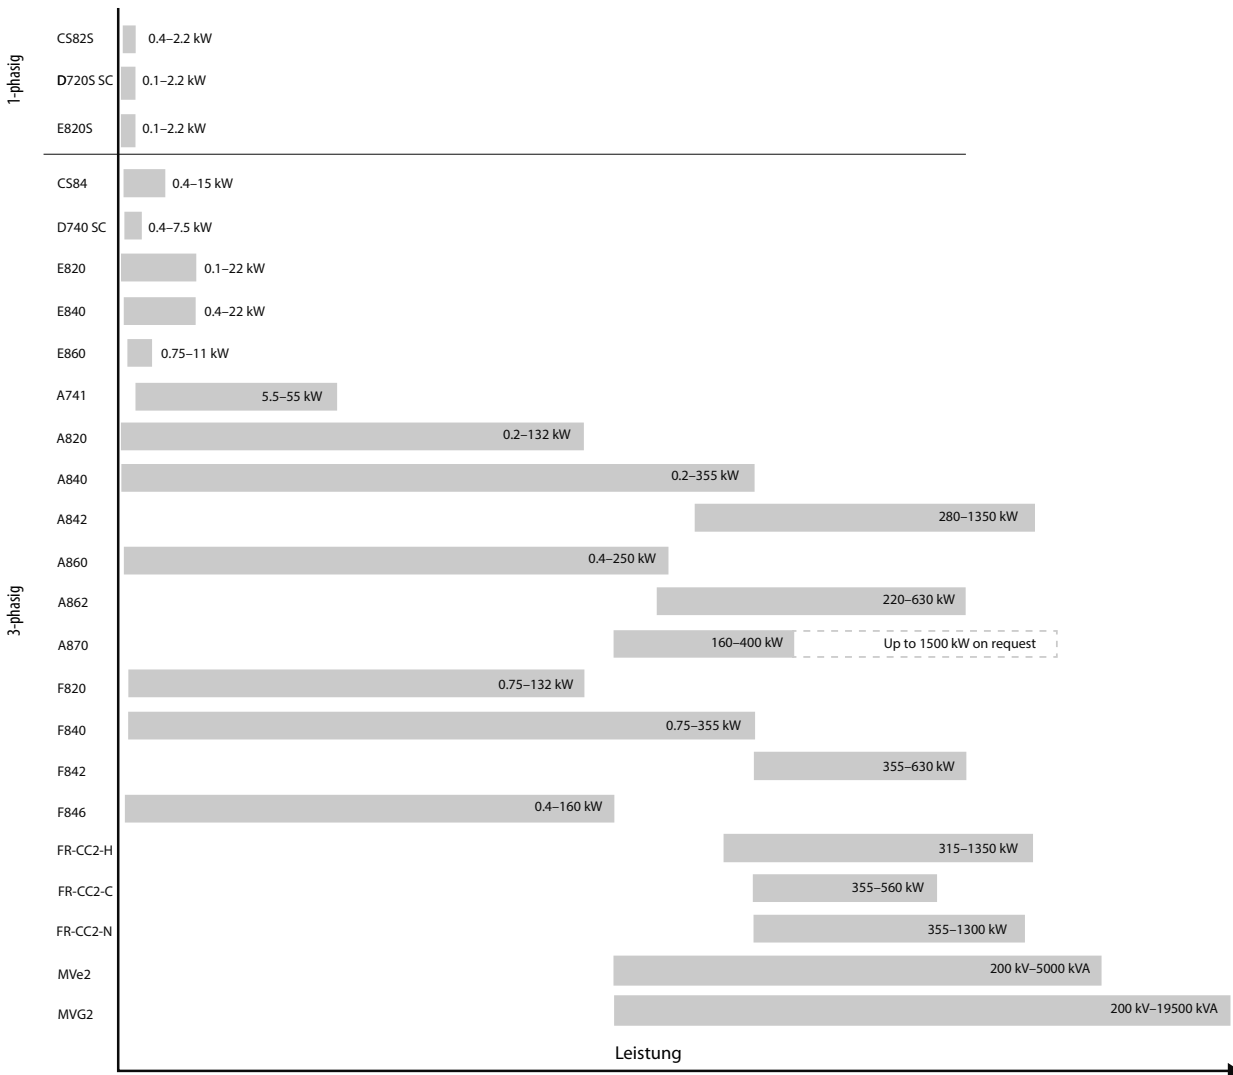 1-phasig
CS82S 0.4–2.2 kW
D720S SC 0.1–2.2 kW
E820S 0.1–2.2 kW
3-phasig
CS84 0.4–15 kW
D740 SC 0.4–7.5 kW
E820 0.1–22 kW
E840 0.4–22 kW
E860 0.75–11 kW
A741 5.5–55 kW
A820 0.2–132 kW
A840 0.2–355 kW
A842 280–1350 kW
A860 0.4–250 kW
A862 220–630 kW
A870 160–400 kW Up to 1500 kW on request
F820 0.75–132 kW
F840 0.75–355 kW
F842 355–630 kW
F846 0.4–160 kW
FR-CC2-H 315–1350 kW
FR-CC2-C 355–560 kW
FR-CC2-N 355–1300 kW
MVe2 200 kV–5000 kVA
MVG2 200 kV–19500 kVA
Leistung